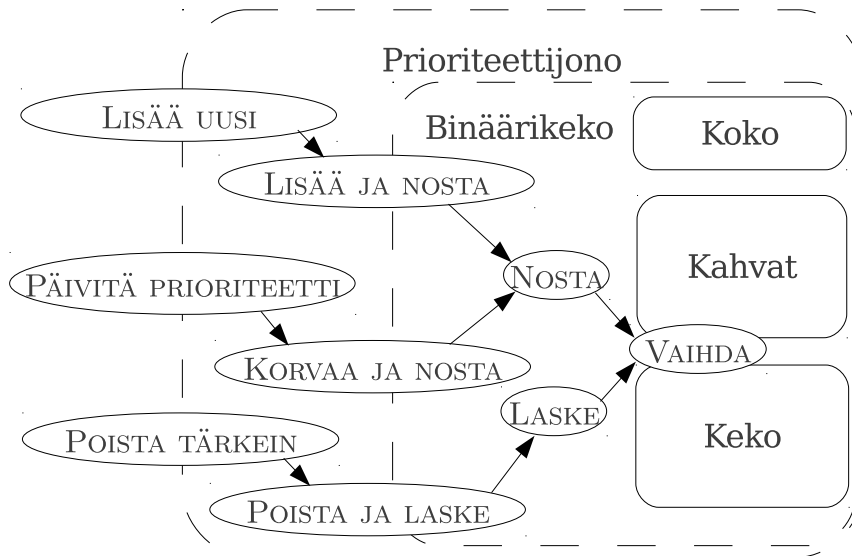 Prioriteettijono
Lisää uusi
Binäärikeko
Koko
Lisää ja nosta
Päivitä prioriteetti
Nosta
Kahvat
Korvaa ja nosta
Vaihda
Laske
Poista tärkein
Keko
Poista ja laske